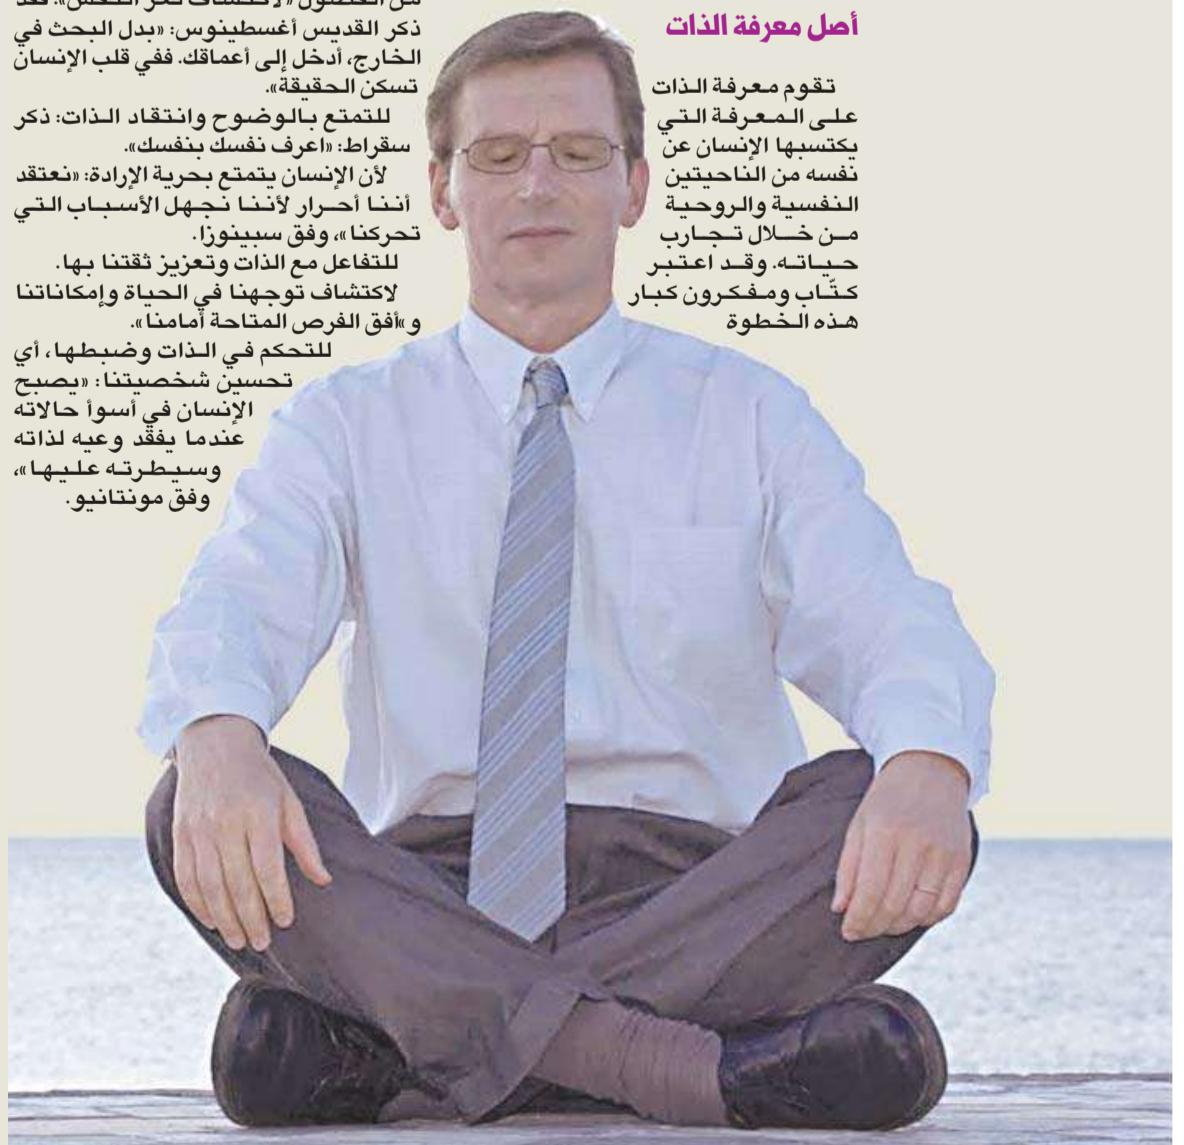 أصل معرفة الذات
تقوم معرفة الذات
على المعرفة التي
يكتسبها الإنسان عن
نفسه من الناحيتين
النفسية والروحية
من خلال تجارب
حياته. وقد اعتبر
كتّاب ومفكرون كبار
هذه الخطوة
ذكر القديس أغسطينوس: «بدل البحث في
الخارج، أدخل إلى أعماقك. ففي قلب الإنسان
تسكن الحقيقة».
للتمتع بالوضوح وانتقاد الذات: ذكر
سقراط: «اعرف نفسك بنفسك».
لأن الإنسان يتمتع بحرية الإرادة: «نعتقد
أننا أحرار لأننا نجهل الأسباب التي
تحركنا»، وفق سبينوزا.
للتفاعل مع الذات وتعزيز ثقتنا بها.
لاكتشاف توجهنا في الحياة وإمكاناتنا
و»أفق الفرص المتاحة أمامنا».
للتحكم في الذات وضبطها، أي
تحسين شخصيتنا: «يصبح
الإنسان في أسوأ حالاته
عندما يفقد وعيه لذاته
وسيطرته عليها»،
وفق مونتانيو.